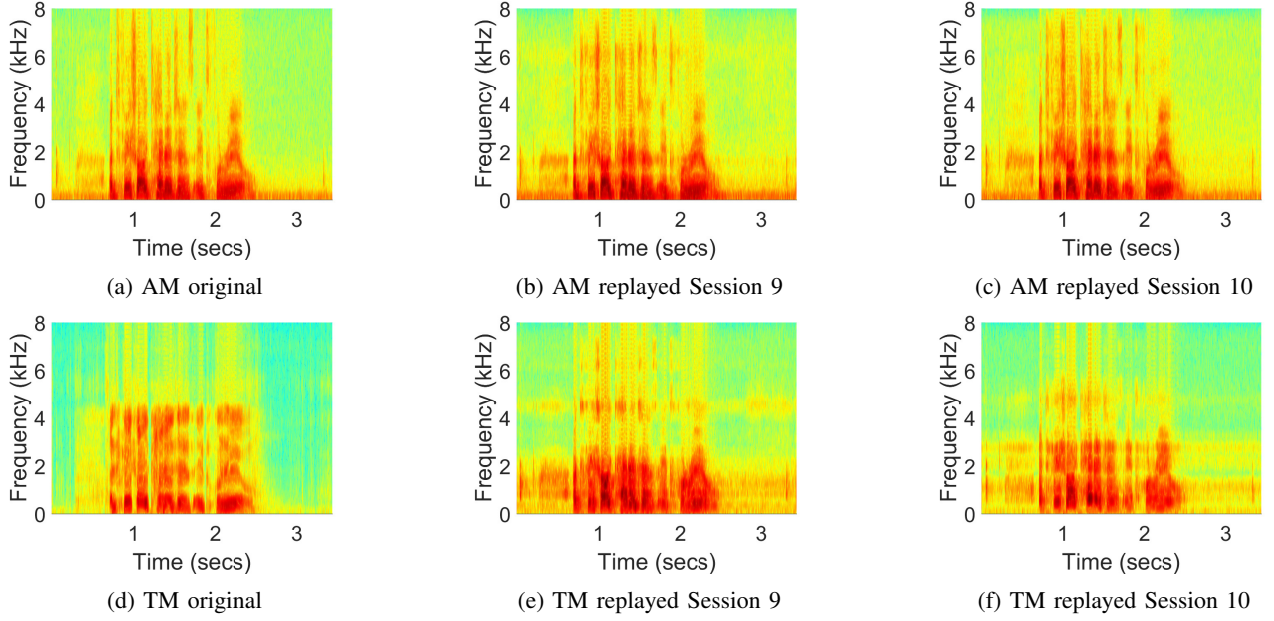 Frequency (kHz)
8
6
4
2
0
1 2 3
Time (secs)
(a) AM original
Frequency (kHz)
8
6
4
2
0
1 2 3
Time (secs)
(b) AM replayed Session 9
Frequency (kHz)
8
6
4
2
0
1 2 3
Time (secs)
(c) AM replayed Session 10
Frequency (kHz)
8
6
4
2
0
1 2 3
Time (secs)
(d) TM original
Frequency (kHz)
8
6
4
2
0
1 2 3
Time (secs)
(e) TM replayed Session 9
Frequency (kHz)
8
6
4
2
0
1 2 3
Time (secs)
(f) TM replayed Session 10